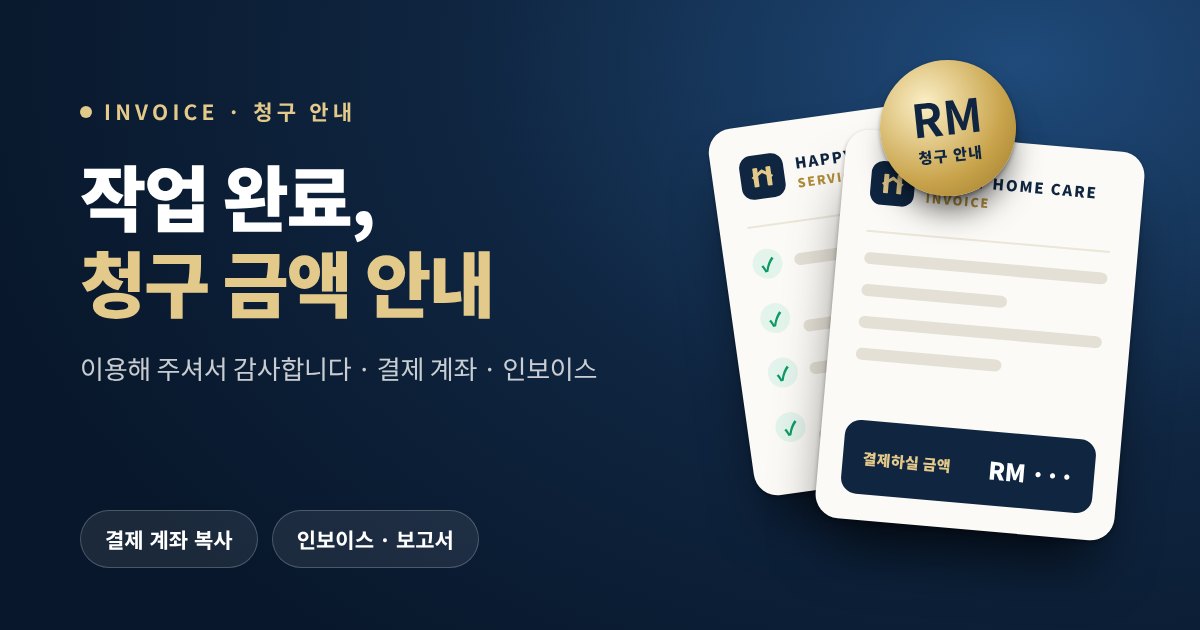 INVOICE · 청구 안내
작업 완료,
청구 금액 안내
이용해 주셔서 감사합니다 · 결제 계좌 · 인보이스
결제 계좌 복사
인보이스 · 보고서
RM
청구 안내
HOME CARE
INVOICE
결제하실 금액
RM • • •